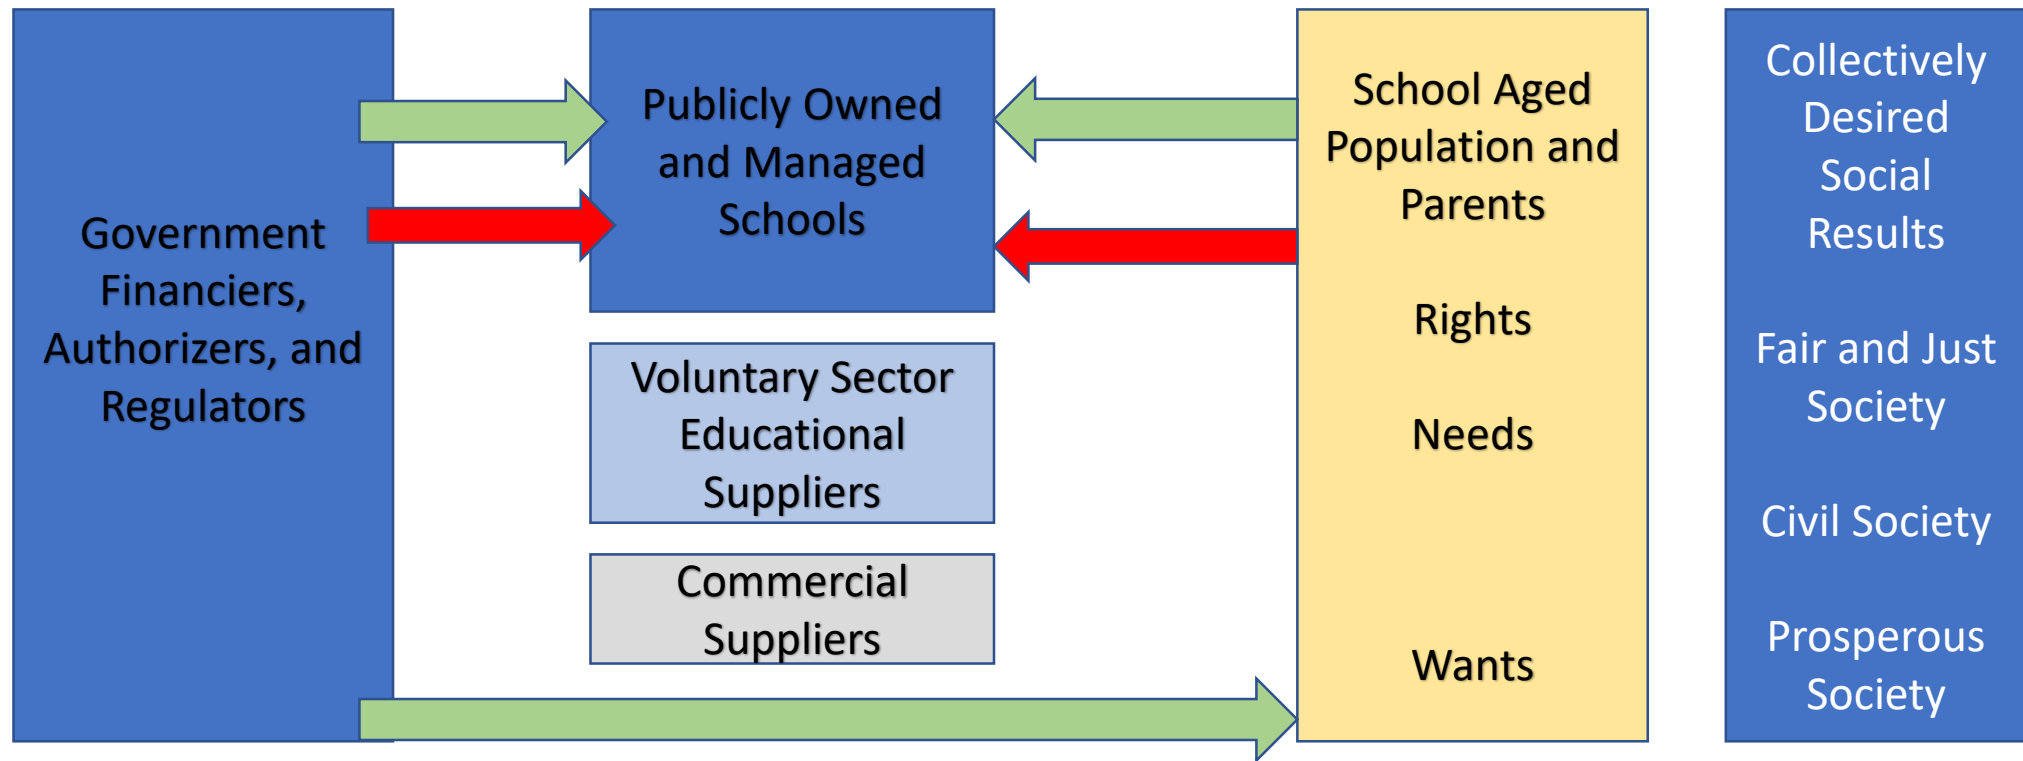 Government
Financiers,
Authorizers, and
Regulators
Publicly Owned
and Managed
Schools
Voluntary Sector
Educational
Suppliers
Commercial
Suppliers
School Aged
Population and
Parents
Rights
Needs
Wants
Collectively
Desired
Social
Results
Fair and Just
Society
Civil Society
Prosperous
Society